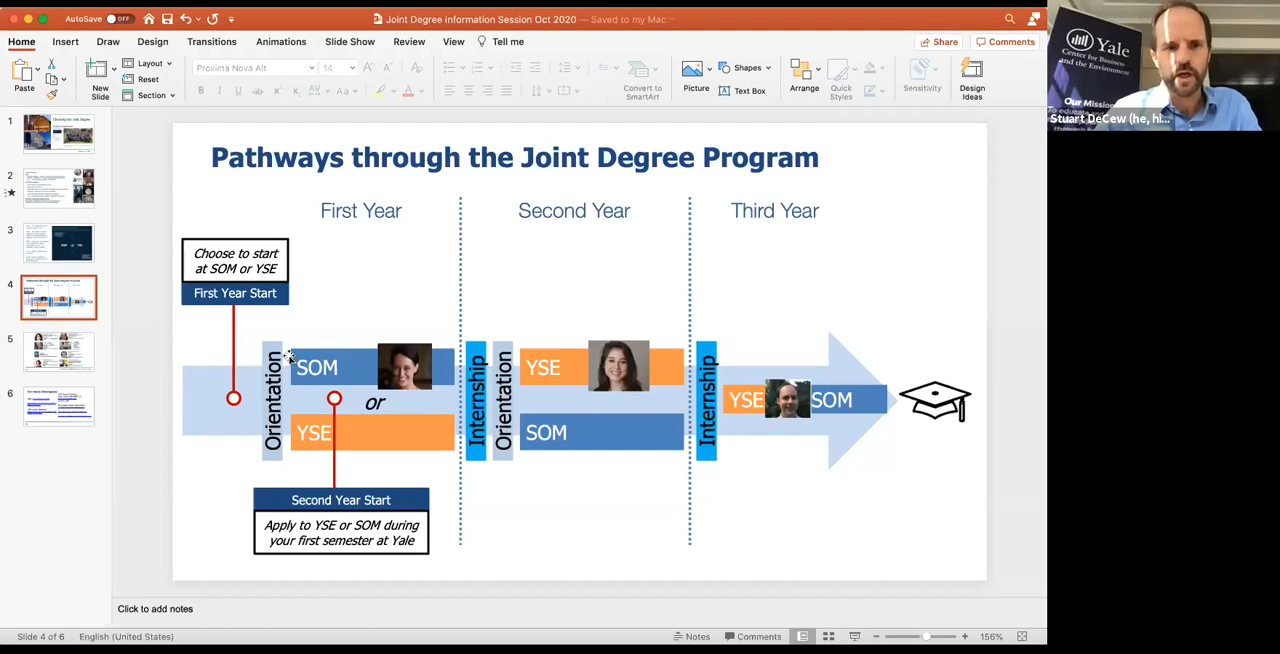 AutoSave OFF
Joint Degree Information Session Oct 2020 — Saved to my Mac
Home Insert Draw Design Transitions Animations Slide Show Review View Tell me
Share Comments
Paste
New Slide
Layout
Reset
Section
Proxima Nova Alt 14
Convert to SmartArt
Picture
Shapes
Text Box
Arrange
Quick Styles
Sensitivity
Design Ideas
1
2
3
4
5
6
Pathways through the Joint Degree Program
First Year
Second Year
Third Year
Choose to start
at SOM or YSE
First Year Start
Orientation
SOM
or
YSE
Internship
Orientation
YSE
SOM
Internship
YSE
SOM
Second Year Start
Apply to YSE or SOM during
your first semester at Yale
Click to add notes
Slide 4 of 6 English (United States)
Notes Comments 156%
Yale
Center for Business
and the Environment
Our Mission
Stuart DeCew (he, hi...